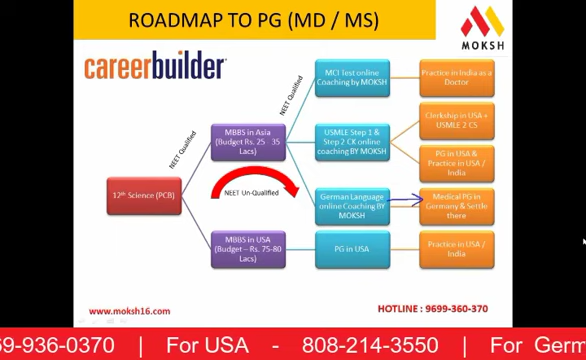 ROADMAP TO PG (MD / MS)
MOKSH
careerbuilder
NEET Qualified
NEET Qualified
NEET Un-Qualified
12th Science (PCB)
MBBS in Asia
(Budget Rs. 25 - 35
Lacs)
MBBS in USA
(Budget – Rs. 75-80
Lacs)
MCI Test online
Coaching by MOKSH
USMLE Step 1 &
Step 2 CK online
coaching BY MOKSH
German Language
online Coaching BY
MOKSH
PG in USA
Practice in India as a
Doctor
Clerkship in USA +
USMLE 2 CS
PG in USA &
Practice in USA /
India
Medical PG in
Germany & Settle
there
Practice in USA /
India
www.moksh16.com
HOTLINE : 9699-360-370
69-936-0370 | For USA - 808-214-3550 | For Germ